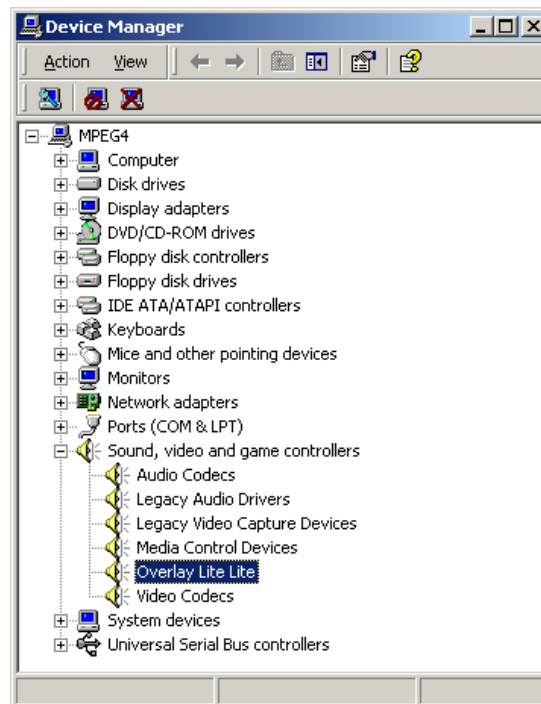 Device Manager
Action View
MPEG4
Computer
Disk drives
Display adapters
DVD/CD-ROM drives
Floppy disk controllers
Floppy disk drives
IDE ATA/ATAPI controllers
Keyboards
Mice and other pointing devices
Monitors
Network adapters
Ports (COM & LPT)
Sound, video and game controllers
Audio Codecs
Legacy Audio Drivers
Legacy Video Capture Devices
Media Control Devices
Overlay Lite Lite
Video Codecs
System devices
Universal Serial Bus controllers